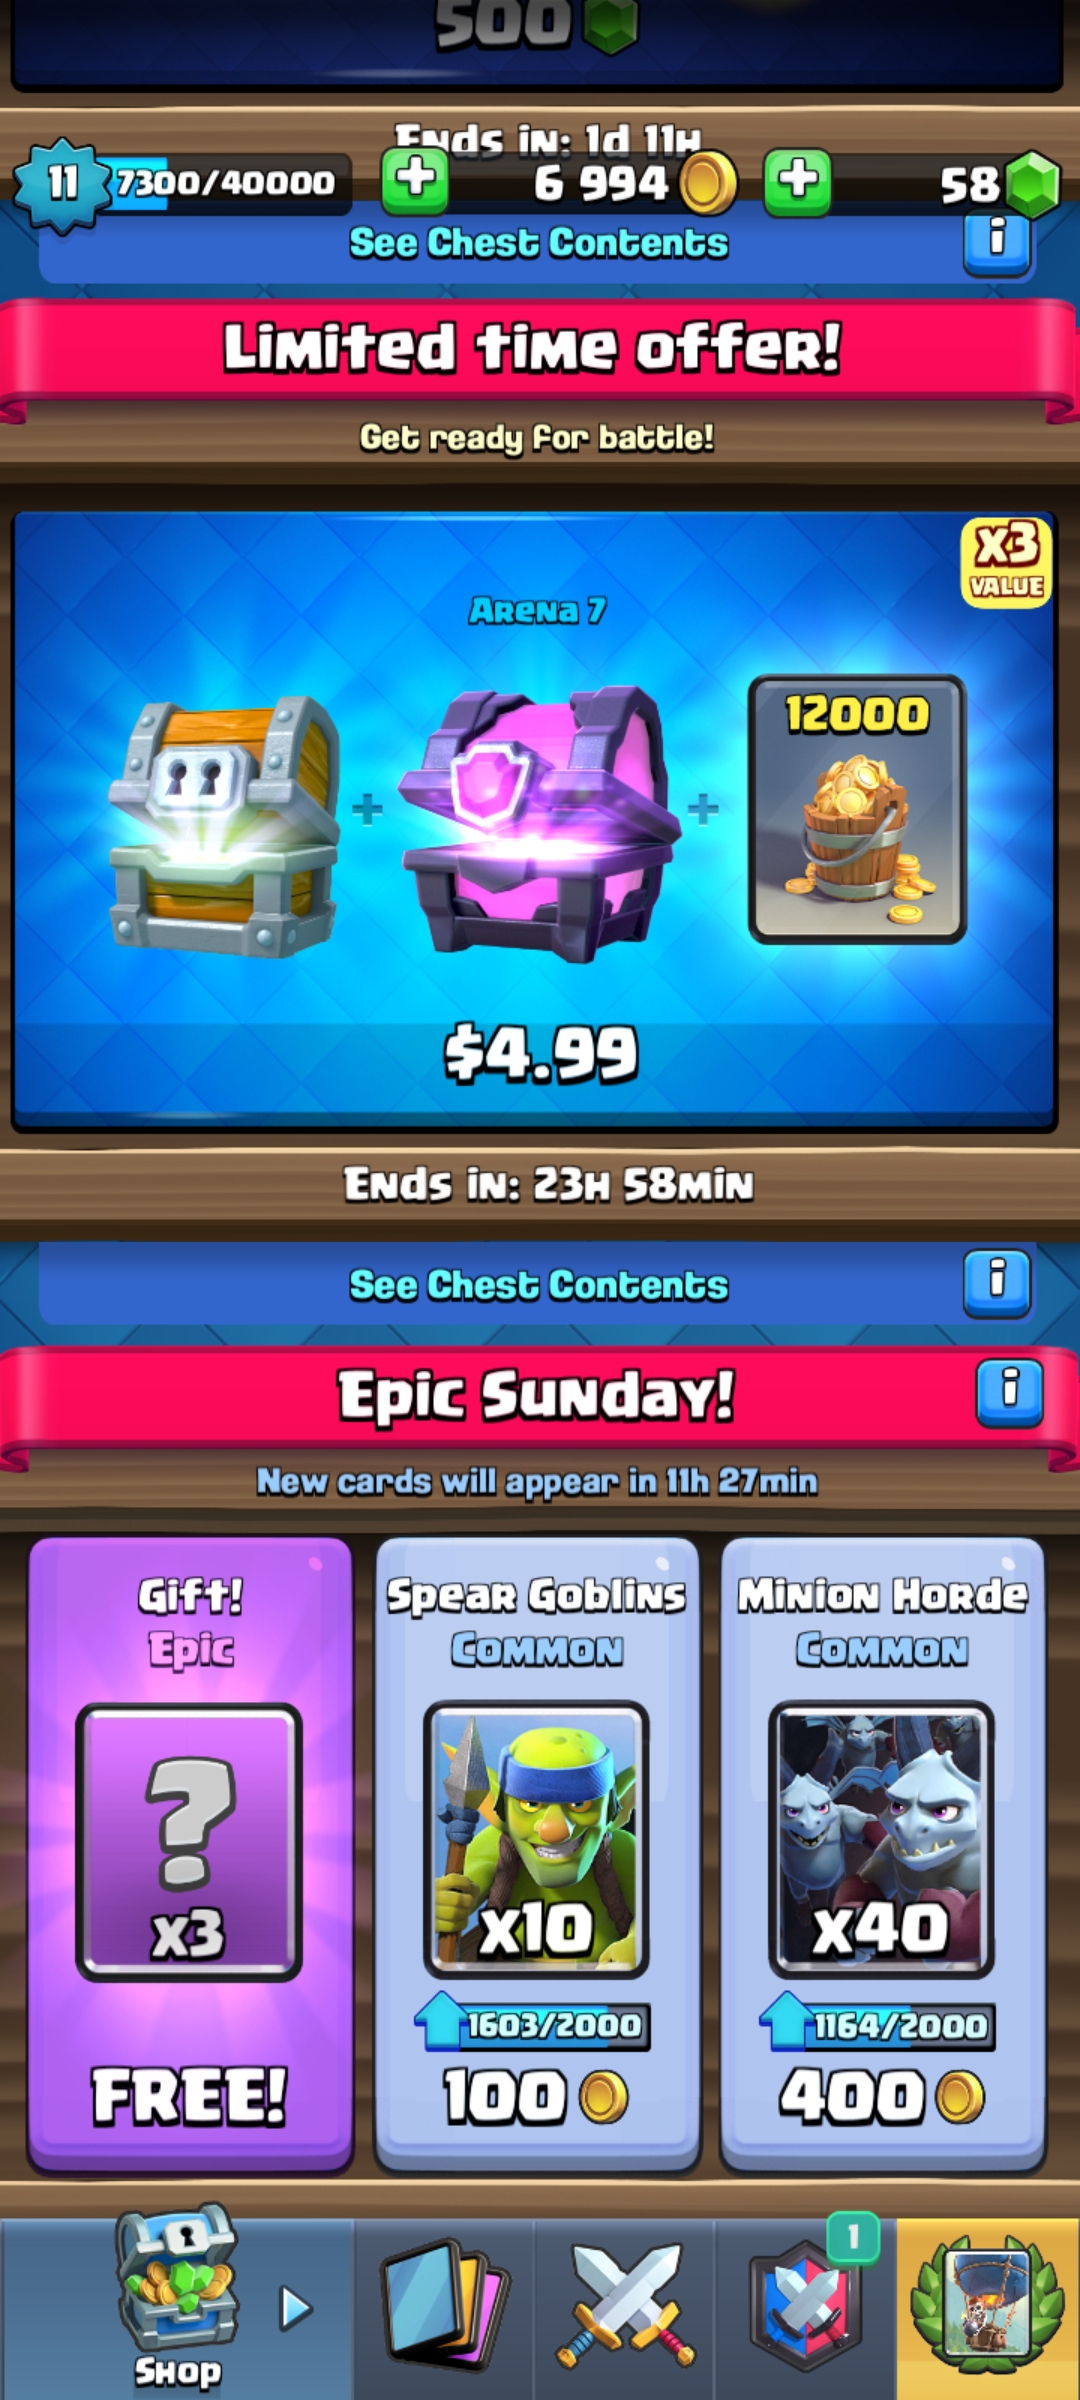 500
Ends in: 1d 11h
11
7300/40000
6 994
58
See Chest Contents
Limited time offer!
Get ready for battle!
x3
VALUE
Arena 7
12000
$4.99
Ends in: 23h 58min
See Chest Contents
Epic Sunday!
New cards will appear in 11h 27min
Gift!
Epic
?
x3
FREE!
Spear Goblins
Common
x10
1603/2000
100
Minion Horde
Common
x40
1164/2000
400
1
Shop